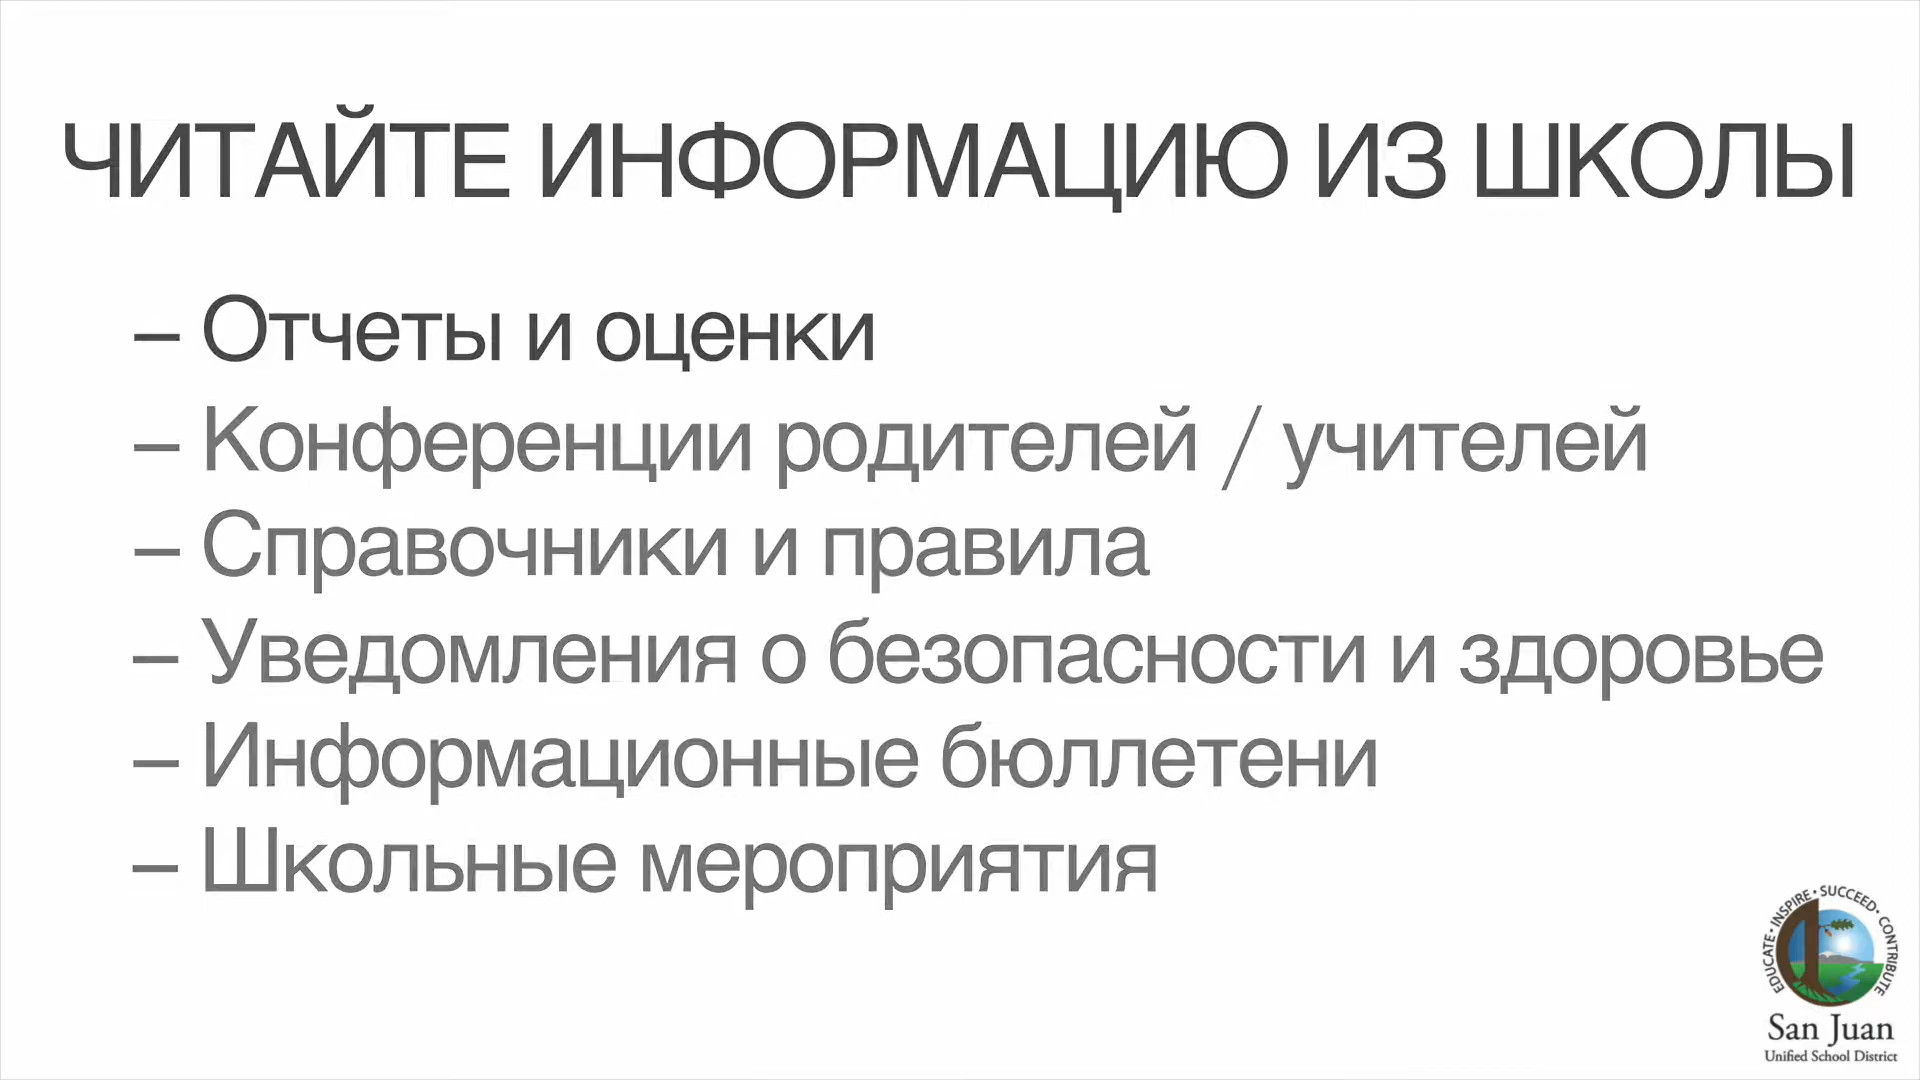 ЧИТАЙТЕ ИНФОРМАЦИЮ ИЗ ШКОЛЫ
– Отчеты и оценки
– Конференции родителей / учителей
– Справочники и правила
– Уведомления о безопасности и здоровье
– Информационные бюллетени
– Школьные мероприятия
EDUCATE • INSPIRE • SUCCEED • CONTRIBUTE
San Juan
Unified School District